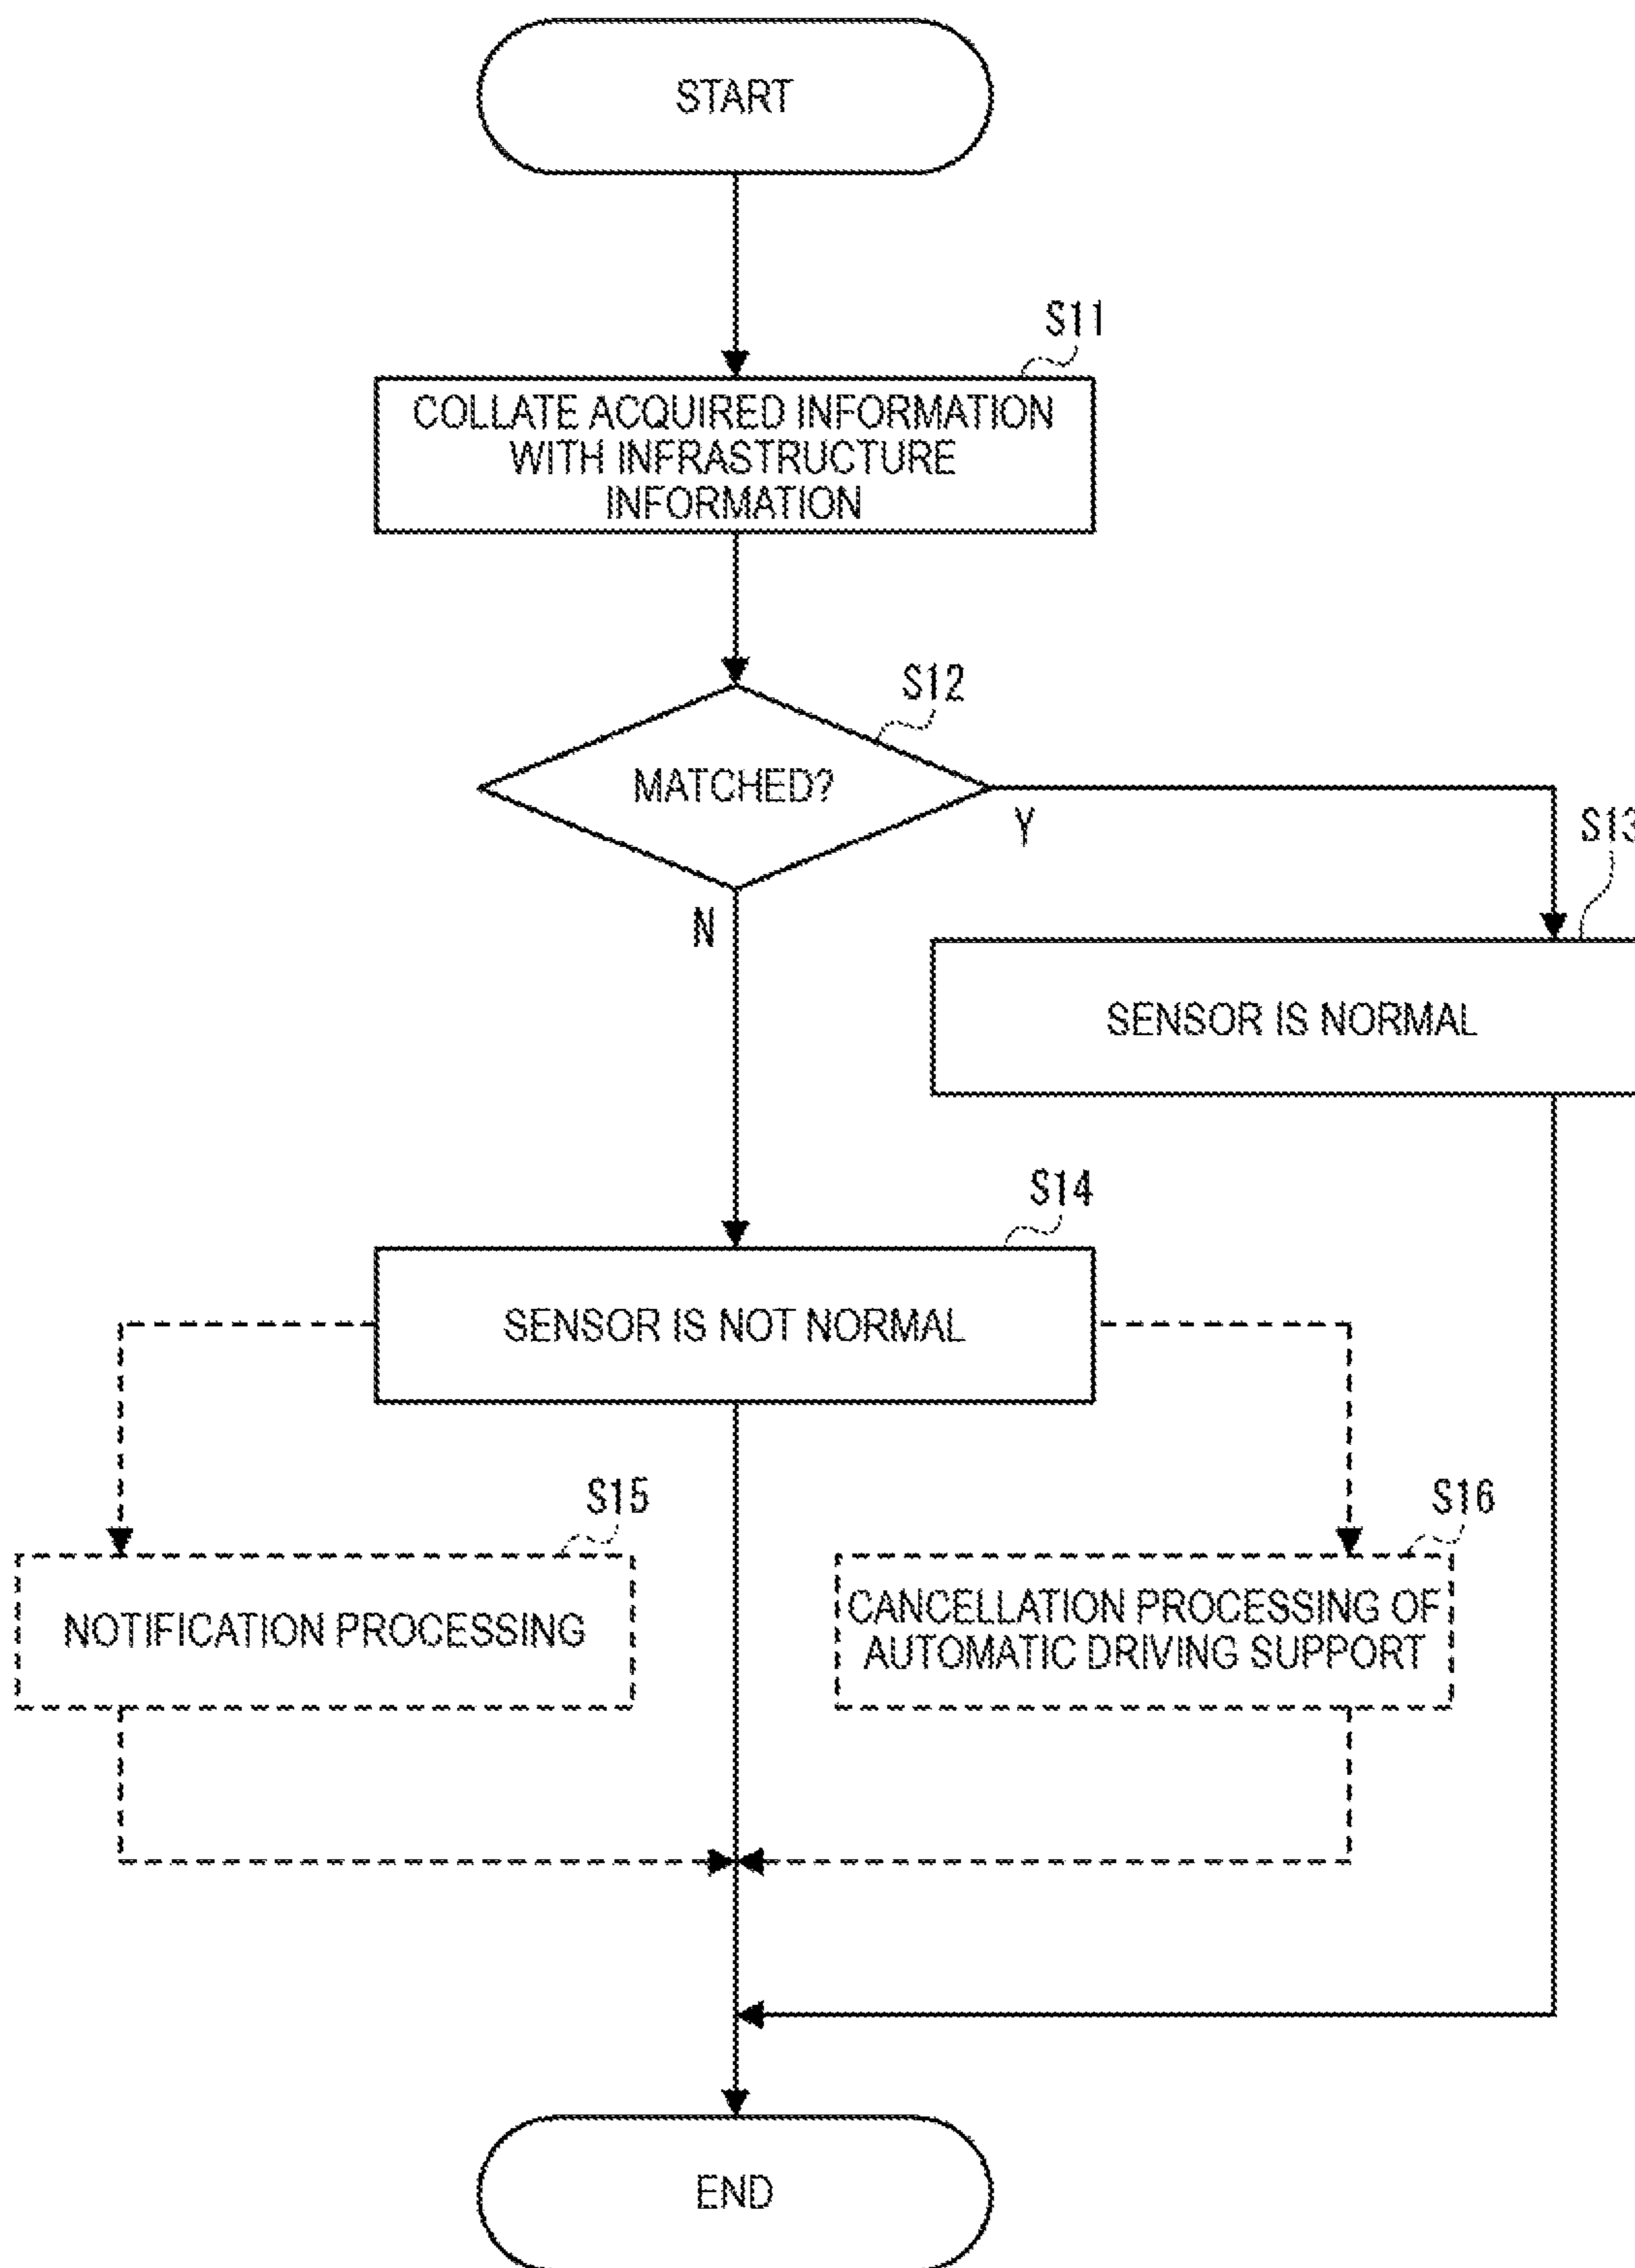 START
S11
COLLATE ACQUIRED INFORMATION
WITH INFRASTRUCTURE
INFORMATION
S12
MATCHED?
Y
S13
N
SENSOR IS NORMAL
S14
SENSOR IS NOT NORMAL
S15
S16
NOTIFICATION PROCESSING
CANCELLATION PROCESSING OF
AUTOMATIC DRIVING SUPPORT
END